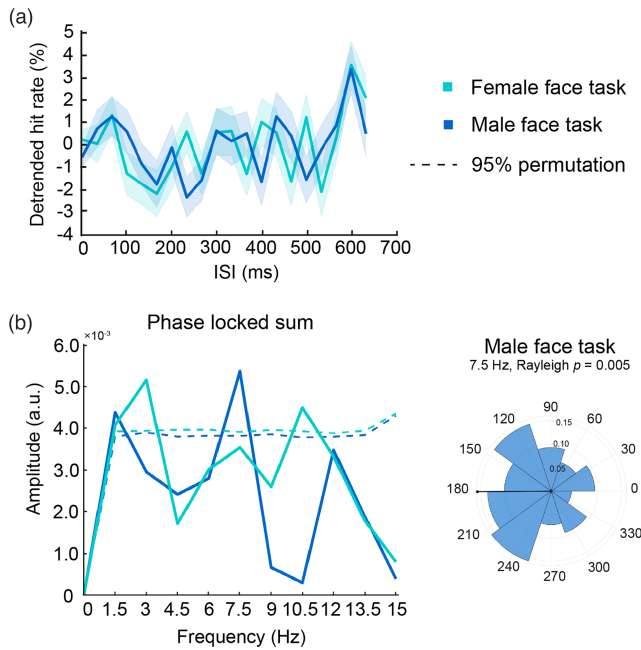 (a)
Detrended hit rate (%)
5
4
3
2
1
0
-1
-2
-3
-4
0 100 200 300 400 500 600 700
ISI (ms)
Female face task
Male face task
95% permutation
(b)
Phase locked sum
×10⁻³
Amplitude (a.u.)
6.0
5.0
4.0
3.0
2.0
1.0
0
0 1.5 3 4.5 6 7.5 9 10.5 12 13.5 15
Frequency (Hz)
Male face task
7.5 Hz, Rayleigh p = 0.005
90
120 60
150 30
180 0
210 330
240 300
270
0.15
0.10
0.05